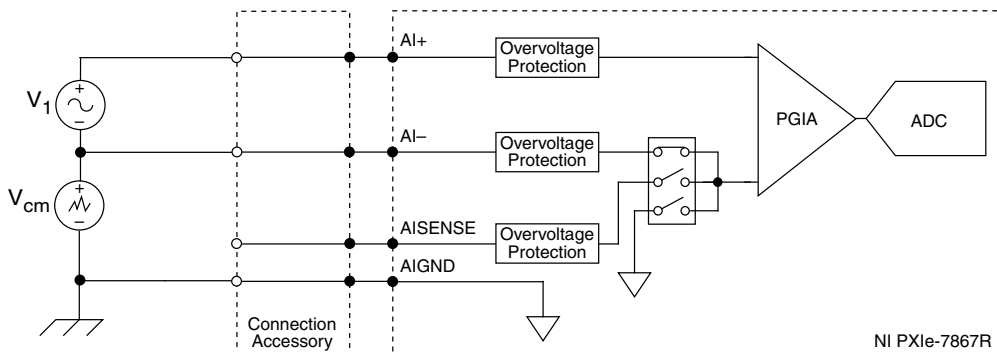 AI+
Overvoltage
Protection
+
V1
−
PGIA
ADC
AI−
Overvoltage
Protection
+
Vcm
−
AISENSE
Overvoltage
Protection
AIGND
Connection
Accessory
NI PXIe-7867R